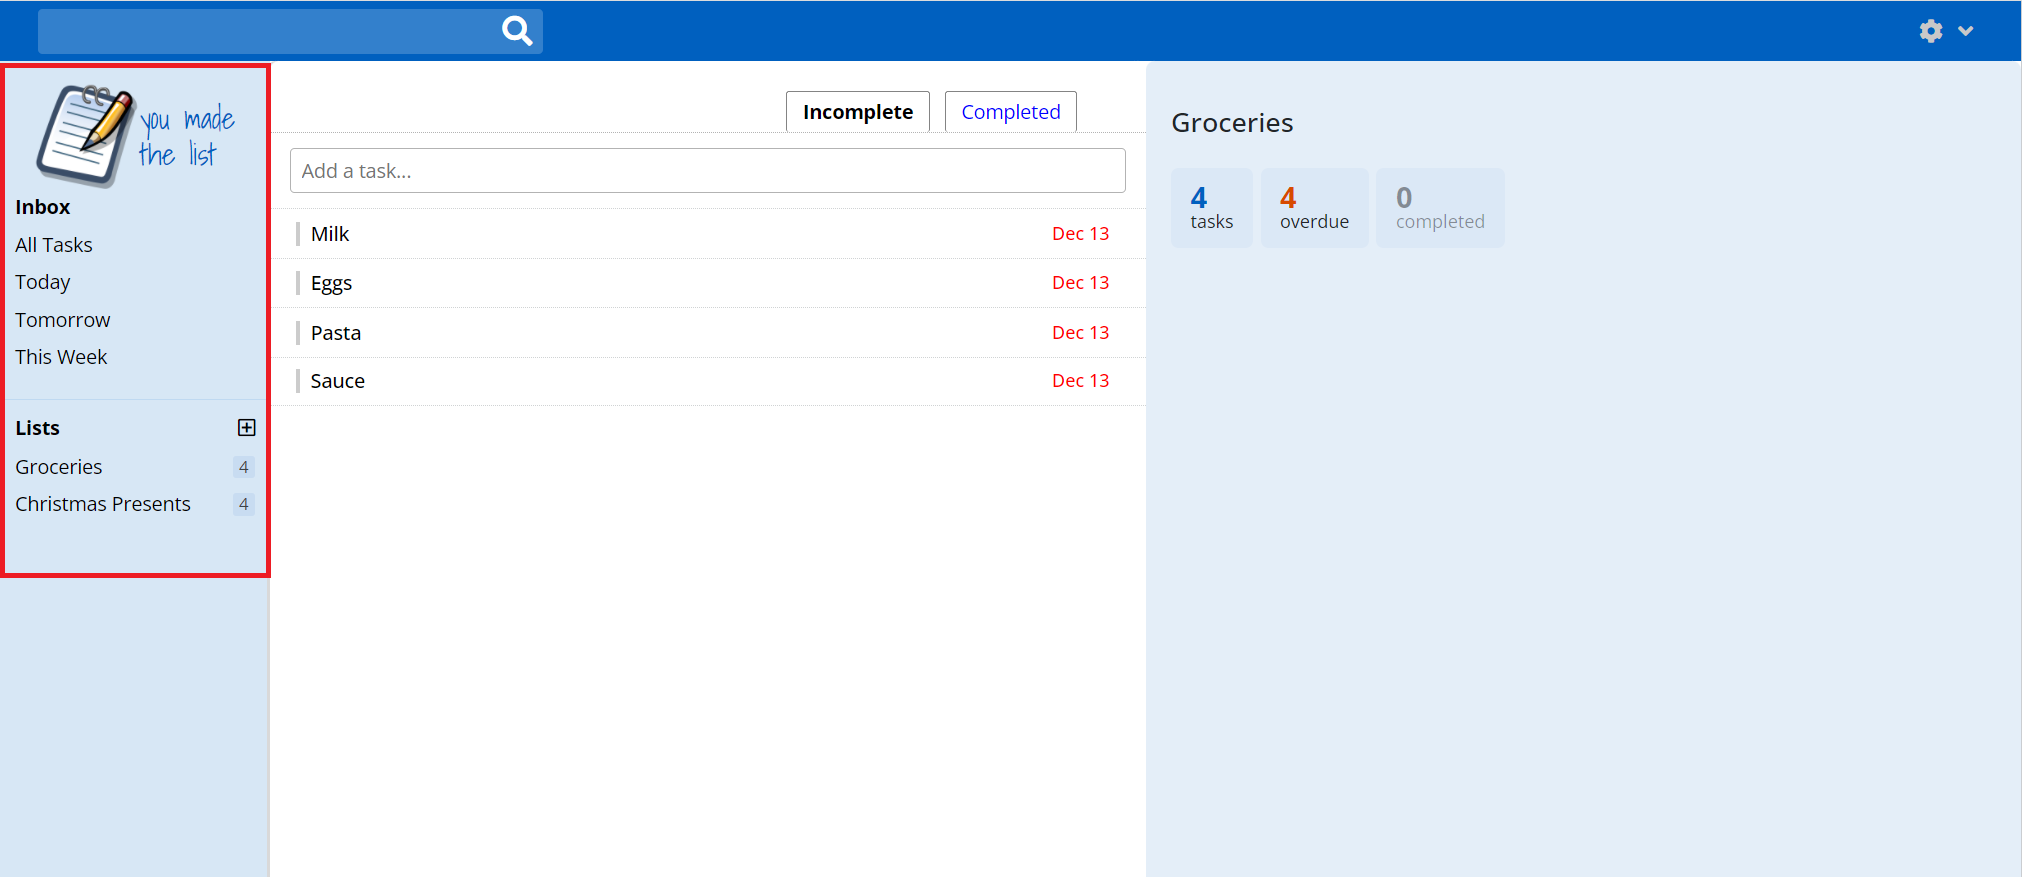 you made
the list
Inbox
All Tasks
Today
Tomorrow
This Week
Lists
Groceries 4
Christmas Presents 4
Incomplete Completed
Add a task...
Milk Dec 13
Eggs Dec 13
Pasta Dec 13
Sauce Dec 13
Groceries
4 4 0
tasks overdue completed